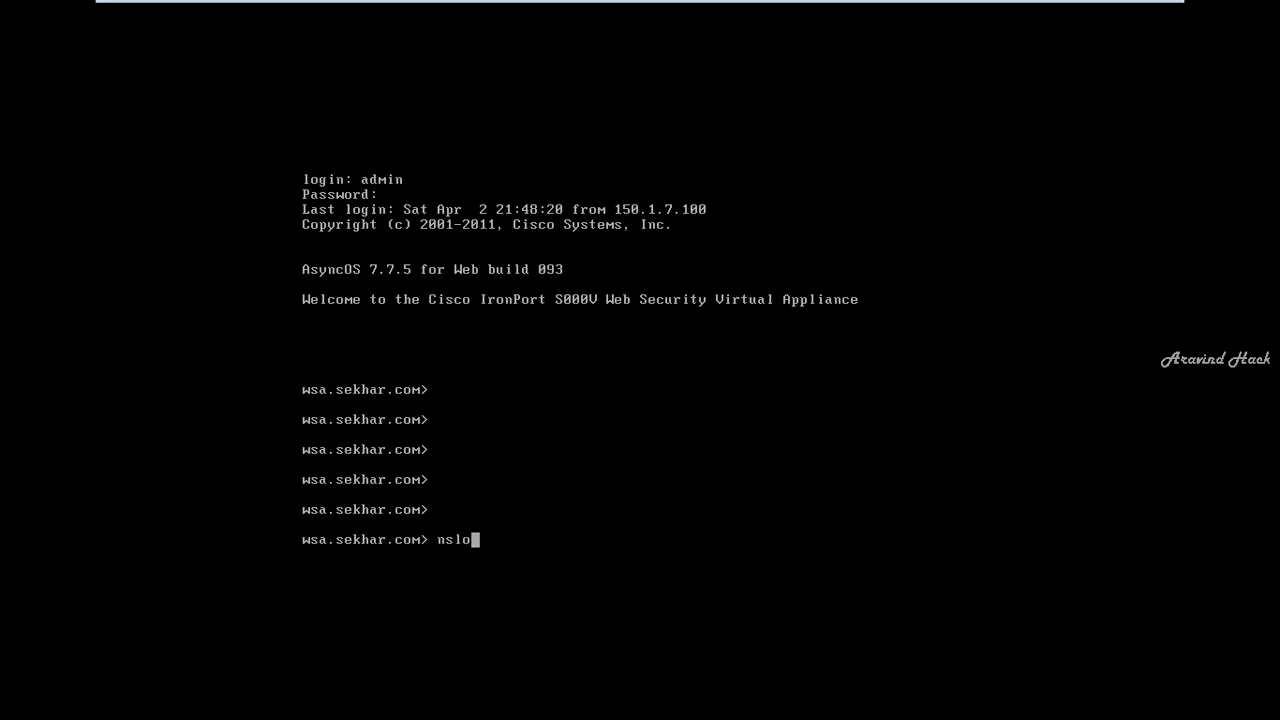 login: admin
Password:
Last login: Sat Apr  2 21:48:20 from 150.1.7.100
Copyright (c) 2001-2011, Cisco Systems, Inc.
AsyncOS 7.7.5 for Web build 093
Welcome to the Cisco IronPort S000V Web Security Virtual Appliance
Aravind Hack
wsa.sekhar.com>
wsa.sekhar.com>
wsa.sekhar.com>
wsa.sekhar.com>
wsa.sekhar.com>
wsa.sekhar.com> nslo